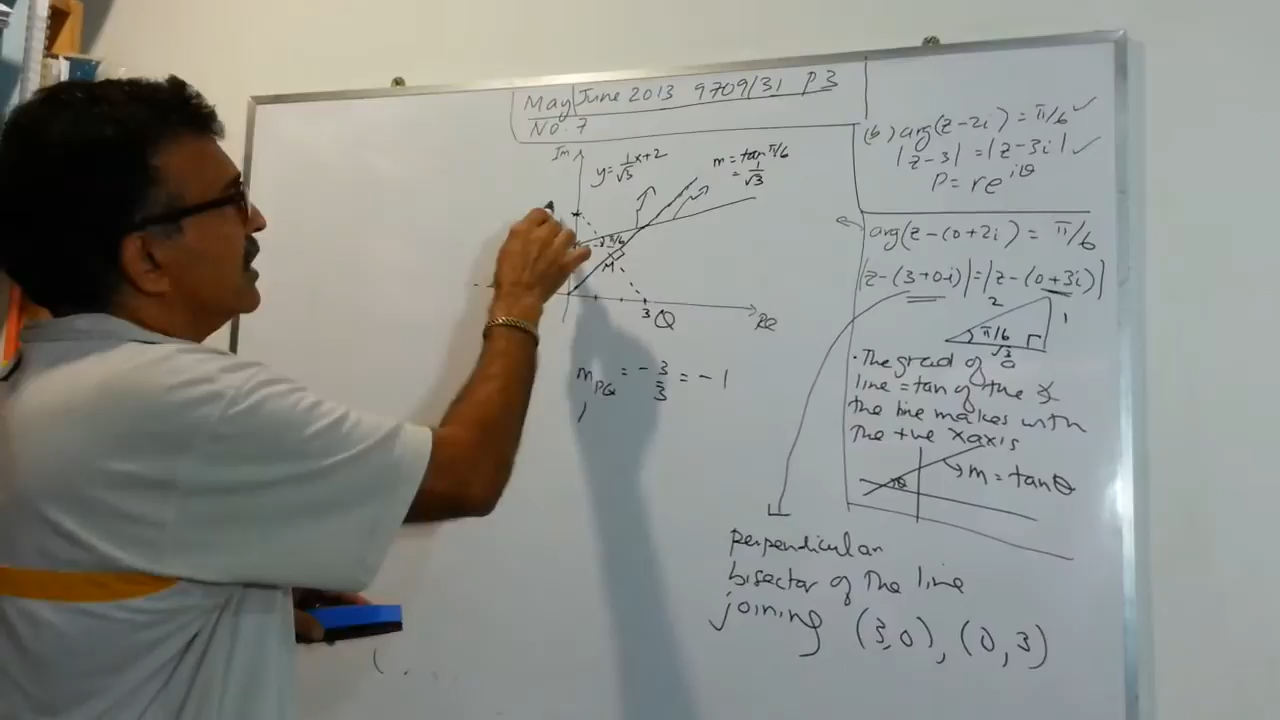 May/June 2013 9709/31 P3
No. 7
Im
y = 1/√3 x + 2
m = tan π/6
= 1/√3
π/6
M
3 Q
Re
m_PQ = -3/3 = -1
(b) arg(z-2i) = π/6 ✓
|z-3| = |z-3i| ✓
P = re^iθ
arg(z-(0+2i) = π/6
|z-(3+0i)| = |z-(0+3i)|
2
1
π/6
√3
• The grad of a
line = tan of the ∡
the line makes with
the +ve x axis
θ
m = tanθ
perpendicular
bisector of the line
joining (3,0), (0,3)